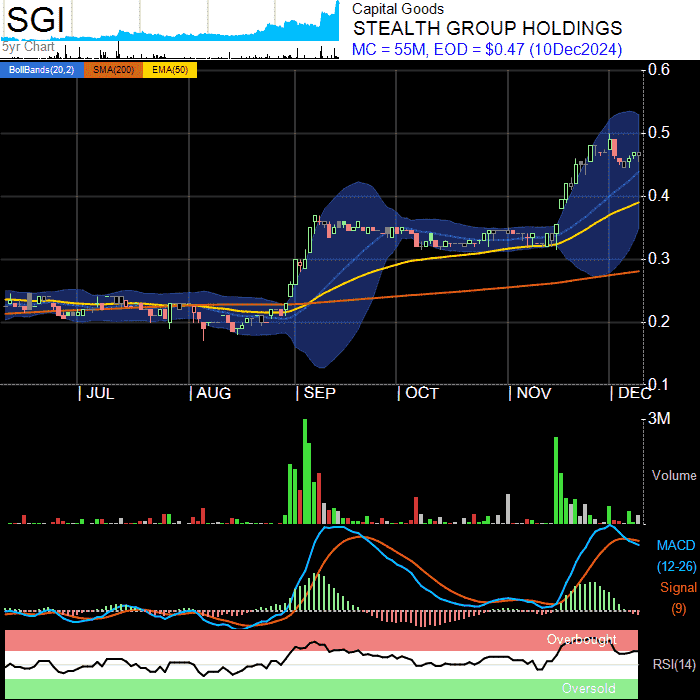 SGI
5yr Chart
Capital Goods
STEALTH GROUP HOLDINGS
MC = 55M, EOD = $0.47 (10Dec2024)
BollBands(20,2) SMA(200) EMA(50)
0.6
0.5
0.4
0.3
0.2
0.1
JUL AUG SEP OCT NOV DEC
3M
Volume
MACD
(12-26)
Signal
(9)
Overbought
RSI(14)
Oversold